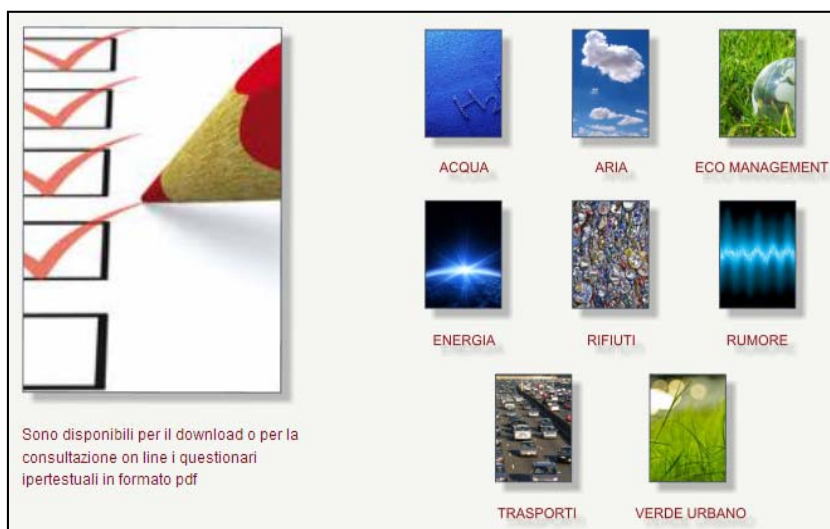 H2
ACQUA
ARIA
ECO MANAGEMENT
ENERGIA
RIFIUTI
RUMORE
TRASPORTI
VERDE URBANO
Sono disponibili per il download o per la
consultazione on line i questionari
ipertestuali in formato pdf